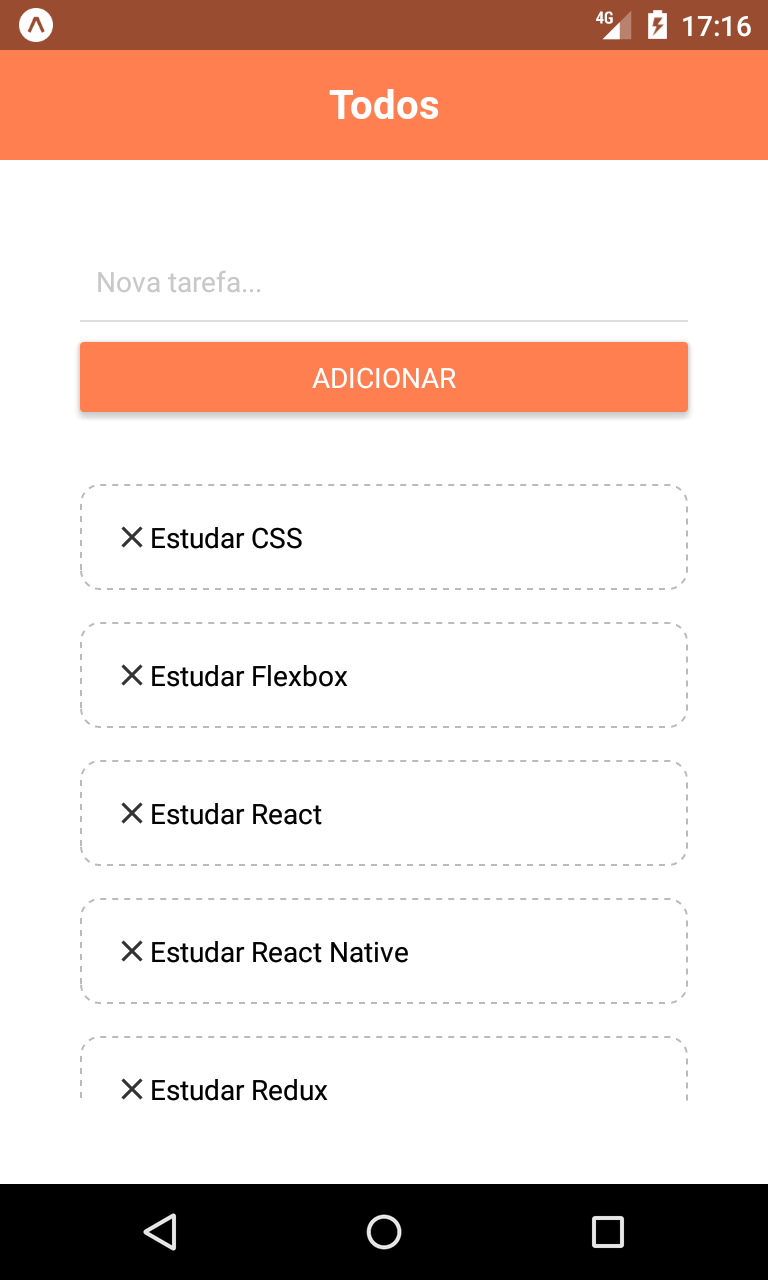 4G 17:16
Todos
Nova tarefa...
ADICIONAR
Estudar CSS
Estudar Flexbox
Estudar React
Estudar React Native
Estudar Redux